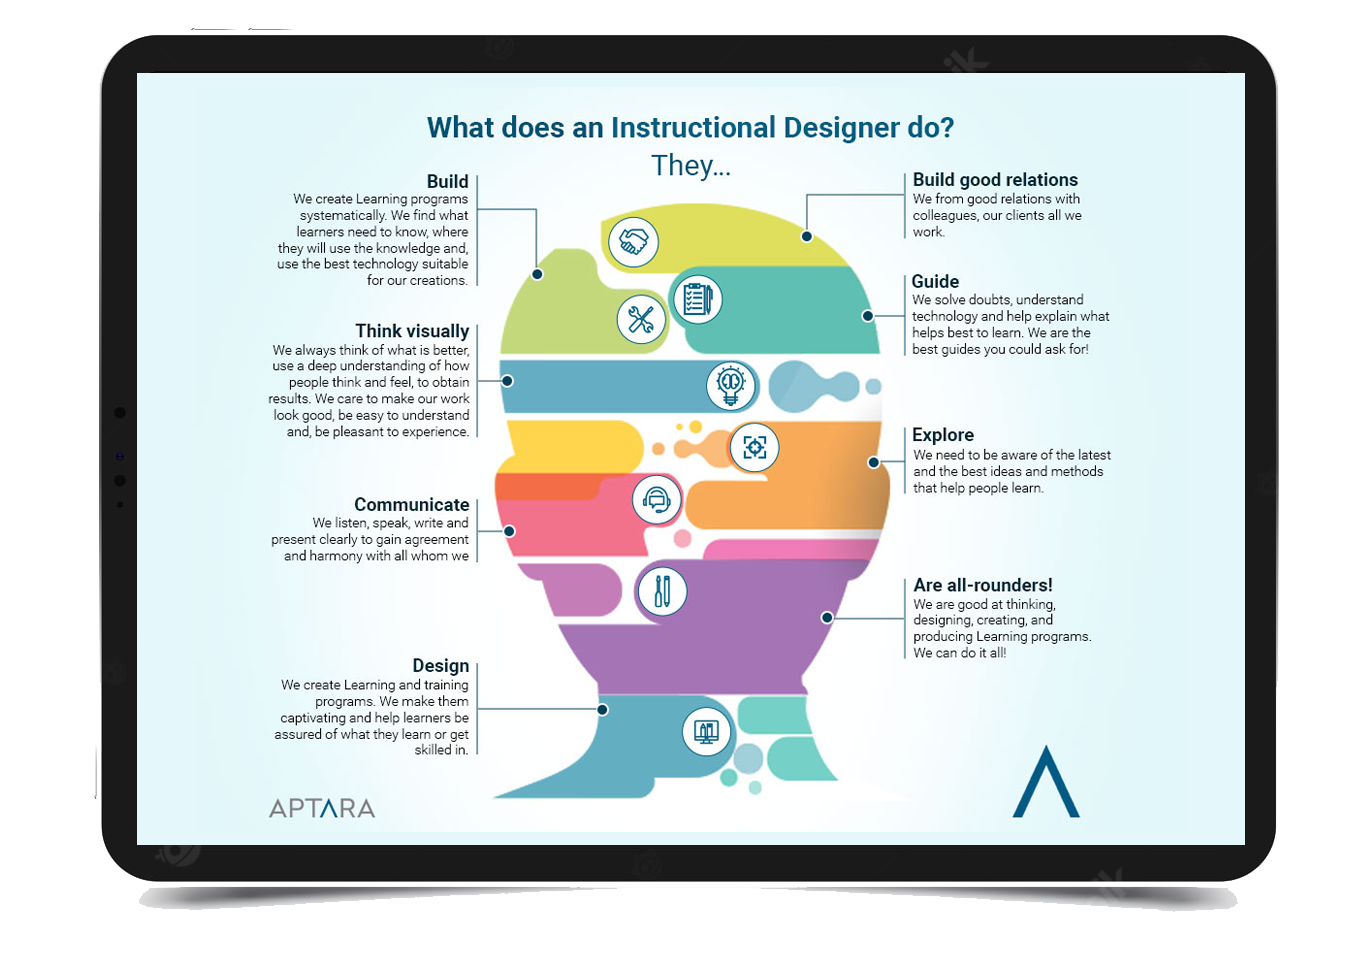 What does an Instructional Designer do?
They...
Build
We create Learning programs
systematically. We find what
learners need to know, where
they will use the knowledge and,
use the best technology suitable
for our creations.
Think visually
We always think of what is better,
use a deep understanding of how
people think and feel, to obtain
results. We care to make our work
look good, be easy to understand
and, be pleasant to experience.
Communicate
We listen, speak, write and
present clearly to gain agreement
and harmony with all whom we
Design
We create Learning and training
programs. We make them
captivating and help learners be
assured of what they learn or get
skilled in.
Build good relations
We from good relations with
colleagues, our clients all we
work.
Guide
We solve doubts, understand
technology and help explain what
helps best to learn. We are the
best guides you could ask for!
Explore
We need to be aware of the latest
and the best ideas and methods
that help people learn.
Are all-rounders!
We are good at thinking,
designing, creating, and
producing Learning programs.
We can do it all!
APTARA